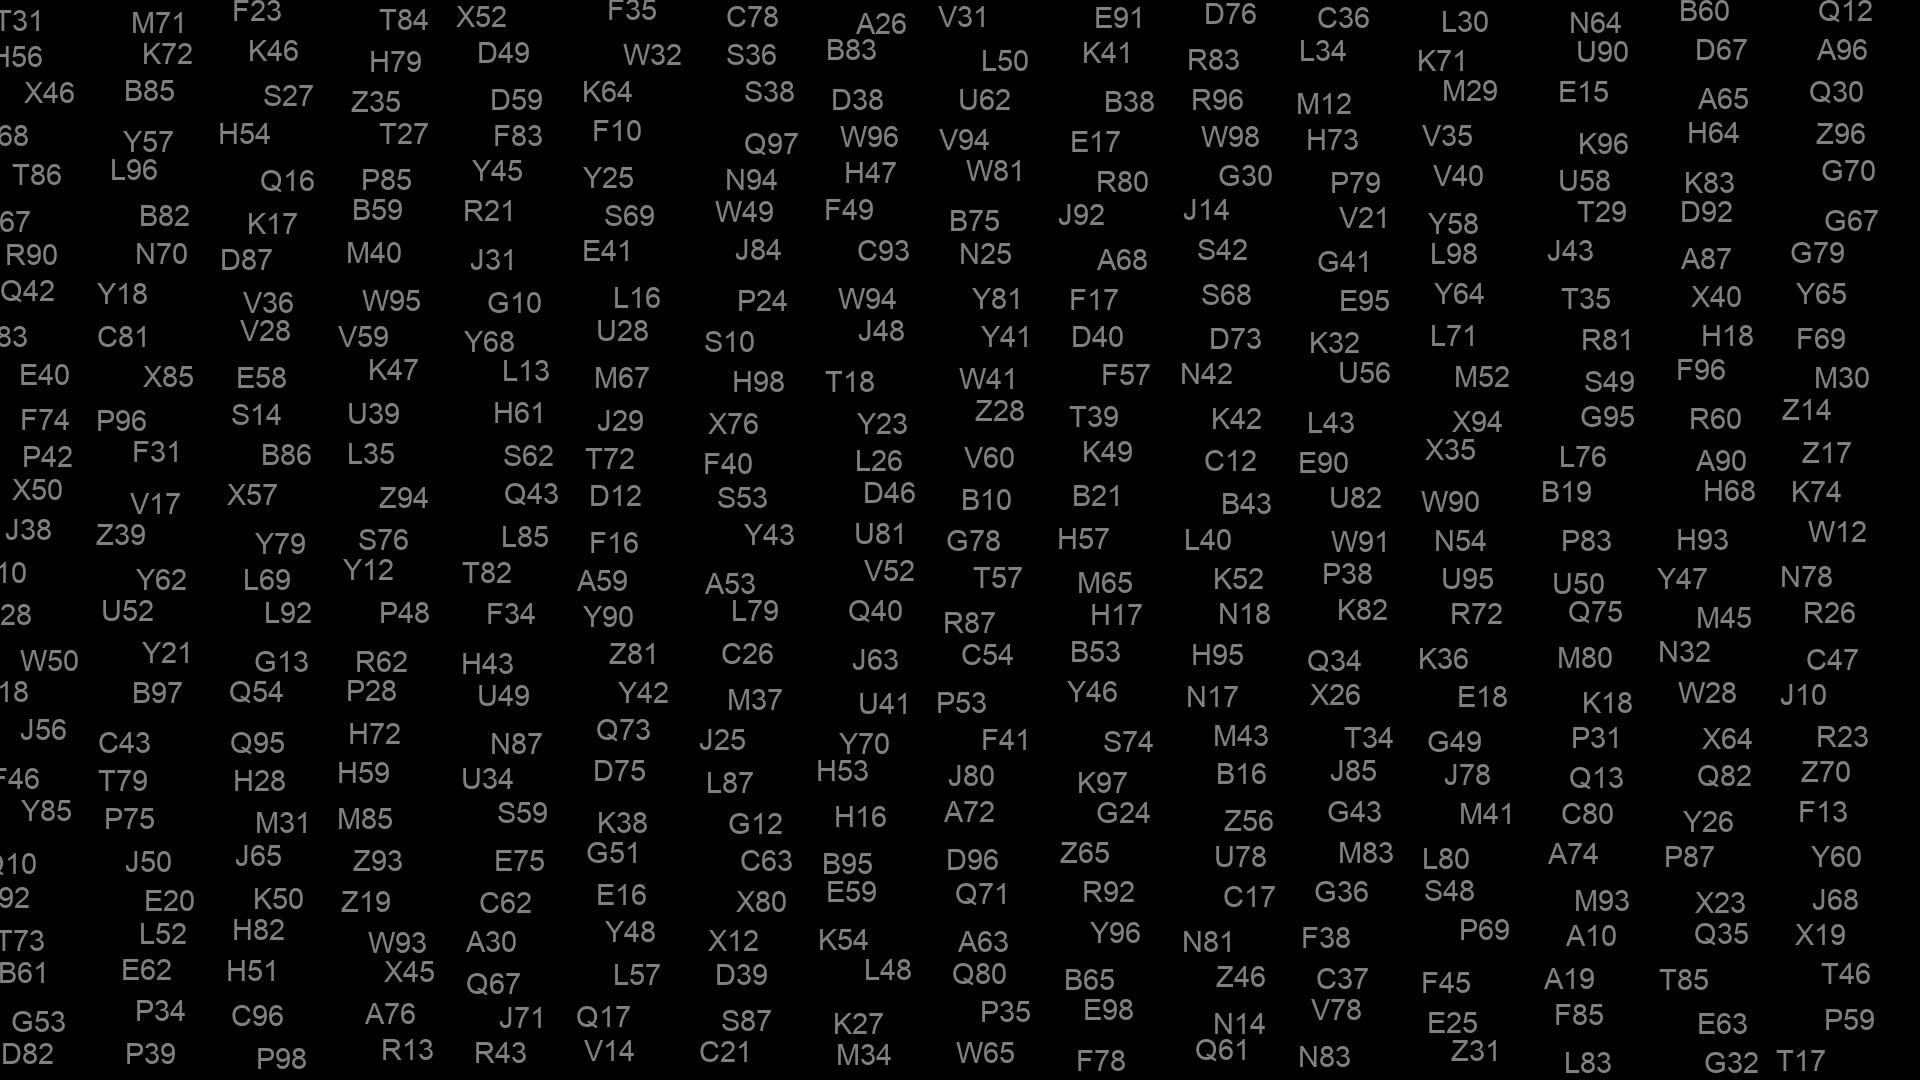 T31 M71 F23 T84 X52 F35 C78 A26 V31 E91 D76 C36 L30 N64 B60 Q12
H56 K72 K46 H79 D49 W32 S36 B83 L50 K41 R83 L34 K71 U90 D67 A96
X46 B85 S27 Z35 D59 K64 S38 D38 U62 B38 R96 M12 M29 E15 A65 Q30
68 Y57 H54 T27 F83 F10 Q97 W96 V94 E17 W98 H73 V35 K96 H64 Z96
T86 L96 Q16 P85 Y45 Y25 N94 H47 W81 R80 G30 P79 V40 U58 K83 G70
67 B82 K17 B59 R21 S69 W49 F49 B75 J92 J14 V21 Y58 T29 D92 G67
R90 N70 D87 M40 J31 E41 J84 C93 N25 A68 S42 G41 L98 J43 A87 G79
Q42 Y18 V36 W95 G10 L16 P24 W94 Y81 F17 S68 E95 Y64 T35 X40 Y65
83 C81 V28 V59 Y68 U28 S10 J48 Y41 D40 D73 K32 L71 R81 H18 F69
E40 X85 E58 K47 L13 M67 H98 T18 W41 F57 N42 U56 M52 S49 F96 M30
F74 P96 S14 U39 H61 J29 X76 Y23 Z28 T39 K42 L43 X94 G95 R60 Z14
P42 F31 B86 L35 S62 T72 F40 L26 V60 K49 C12 E90 X35 L76 A90 Z17
X50 V17 X57 Z94 Q43 D12 S53 D46 B10 B21 B43 U82 W90 B19 H68 K74
J38 Z39 Y79 S76 L85 F16 Y43 U81 G78 H57 L40 W91 N54 P83 H93 W12
10 Y62 L69 Y12 T82 A59 A53 V52 T57 M65 K52 P38 U95 U50 Y47 N78
28 U52 L92 P48 F34 Y90 L79 Q40 R87 H17 N18 K82 R72 Q75 M45 R26
W50 Y21 G13 R62 H43 Z81 C26 J63 C54 B53 H95 Q34 K36 M80 N32 C47
18 B97 Q54 P28 U49 Y42 M37 U41 P53 Y46 N17 X26 E18 K18 W28 J10
J56 C43 Q95 H72 N87 Q73 J25 Y70 F41 S74 M43 T34 G49 P31 X64 R23
F46 T79 H28 H59 U34 D75 L87 H53 J80 K97 B16 J85 J78 Q13 Q82 Z70
Y85 P75 M31 M85 S59 K38 G12 H16 A72 G24 Z56 G43 M41 C80 Y26 F13
Q10 J50 J65 Z93 E75 G51 C63 B95 D96 Z65 U78 M83 L80 A74 P87 Y60
92 E20 K50 Z19 C62 E16 X80 E59 Q71 R92 C17 G36 S48 M93 X23 J68
T73 L52 H82 W93 A30 Y48 X12 K54 A63 Y96 N81 F38 P69 A10 Q35 X19
B61 E62 H51 X45 Q67 L57 D39 L48 Q80 B65 Z46 C37 F45 A19 T85 T46
G53 P34 C96 A76 J71 Q17 S87 K27 P35 E98 N14 V78 E25 F85 E63 P59
D82 P39 P98 R13 R43 V14 C21 M34 W65 F78 Q61 N83 Z31 L83 G32 T17